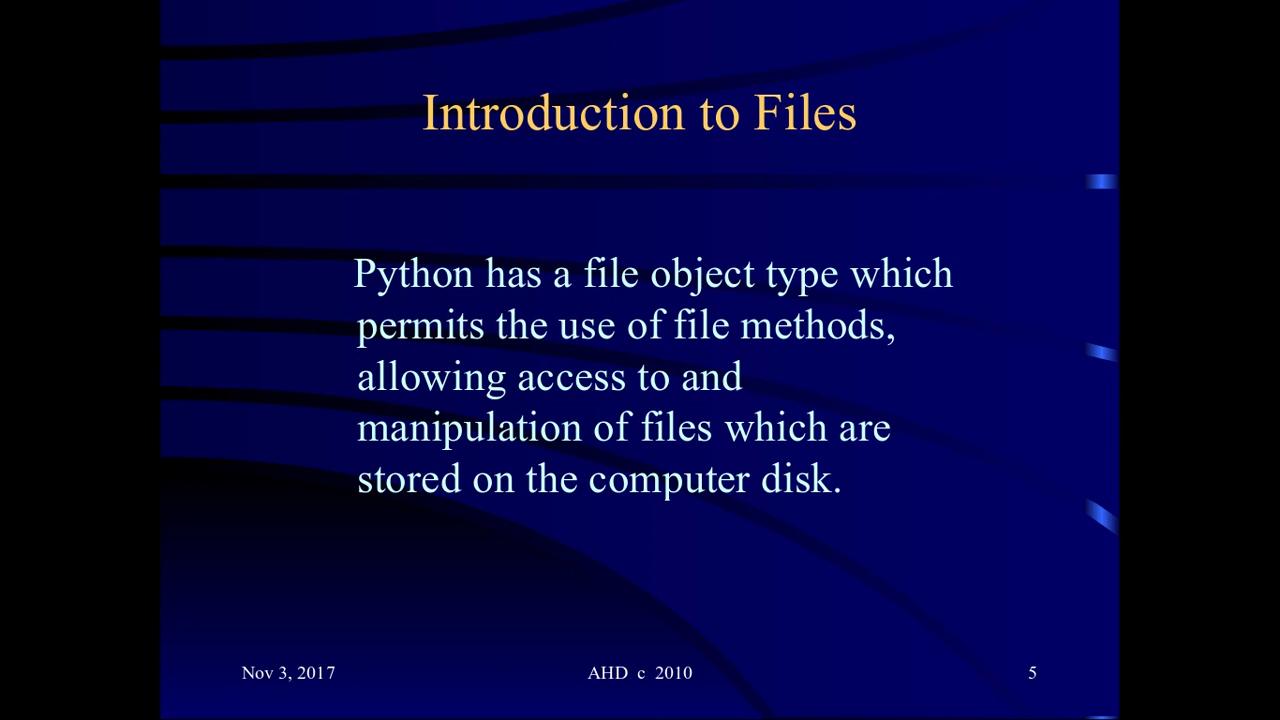 Introduction to Files
Python has a file object type which
permits the use of file methods,
allowing access to and
manipulation of files which are
stored on the computer disk.
Nov 3, 2017
AHD c 2010
5